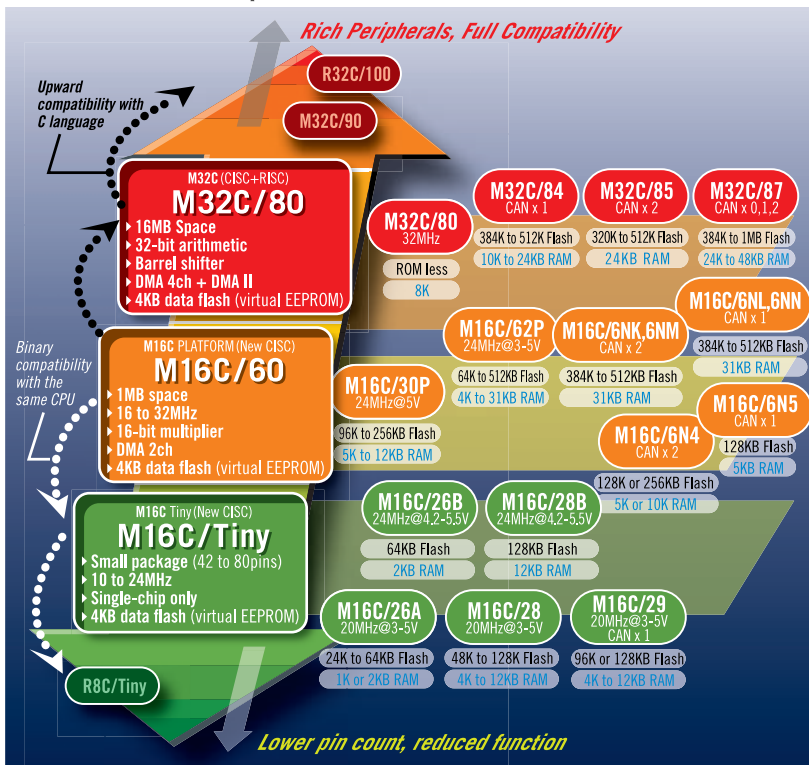 Rich Peripherals, Full Compatibility
R32C/100
M32C/90
Upward
compatibility with
C language
M32C (CISC+RISC)
M32C/80
16MB Space
32-bit arithmetic
Barrel shifter
DMA 4ch + DMA II
4KB data flash (virtual EEPROM)
M32C/80
32MHz
ROM less
8K
M32C/84
CAN x 1
384K to 512K Flash
10K to 24KB RAM
M32C/85
CAN x 2
320K to 512K Flash
24KB RAM
M32C/87
CAN x 0,1,2
384K to 1MB Flash
24K to 48KB RAM
Binary
compatibility
with the
same CPU
M16C PLATFORM (New CISC)
M16C/60
1MB space
16 to 32MHz
16-bit multiplier
DMA 2ch
4KB data flash (virtual EEPROM)
M16C/30P
24MHz@5V
96K to 256KB Flash
5K to 12KB RAM
M16C/62P
24MHz@3-5V
64K to 512KB Flash
4K to 31KB RAM
M16C/6NK,6NM
CAN x 2
384K to 512KB Flash
31KB RAM
M16C/6NL,6NN
CAN x 1
384K to 512KB Flash
31KB RAM
M16C/6N4
CAN x 2
128K or 256KB Flash
5K or 10K RAM
M16C/6N5
CAN x 1
128KB Flash
5KB RAM
M16C Tiny (New CISC)
M16C/Tiny
Small package (42 to 80pins)
10 to 24MHz
Single-chip only
4KB data flash (virtual EEPROM)
M16C/26B
24MHz@4.2-5.5V
64KB Flash
2KB RAM
M16C/28B
24MHz@4.2-5.5V
128KB Flash
12KB RAM
M16C/26A
20MHz@3-5V
24K to 64KB Flash
1K or 2KB RAM
M16C/28
20MHz@3-5V
48K to 128K Flash
4K to 12KB RAM
M16C/29
20MHz@3-5V
CAN x 1
96K or 128KB Flash
4K to 12KB RAM
R8C/Tiny
Lower pin count, reduced function